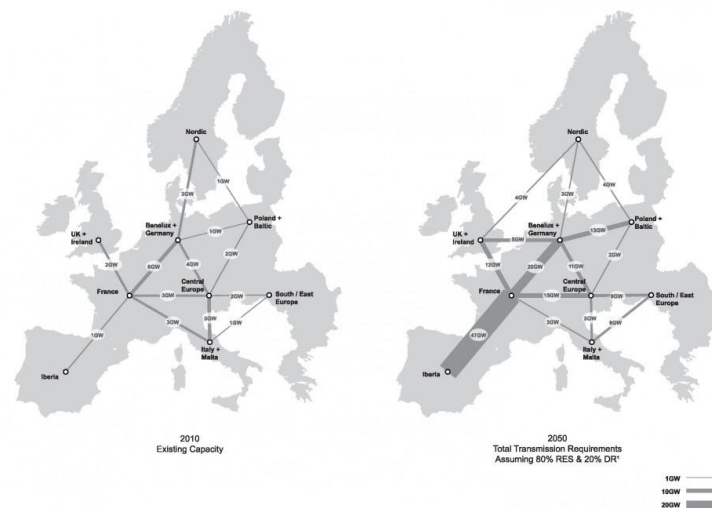 Nordic
3GW
1GW
UK +
Ireland
Benelux +
Germany
Poland +
Baltic
1GW
2GW
6GW
4GW
2GW
France
3GW
Central
Europe
2GW
South / East
Europe
1GW
3GW
1GW
Italy +
Malta
Iberia
2010
Existing Capacity
Nordic
4GW
3GW
4GW
UK +
Ireland
Benelux +
Germany
Poland +
Baltic
13GW
12GW
20GW
11GW
2GW
France
15GW
Central
Europe
9GW
South / East
Europe
47GW
3GW
Italy +
Malta
Iberia
2050
Total Transmission Requirements
Assuming 80% RES & 20% DR¹
1GW
10GW
20GW